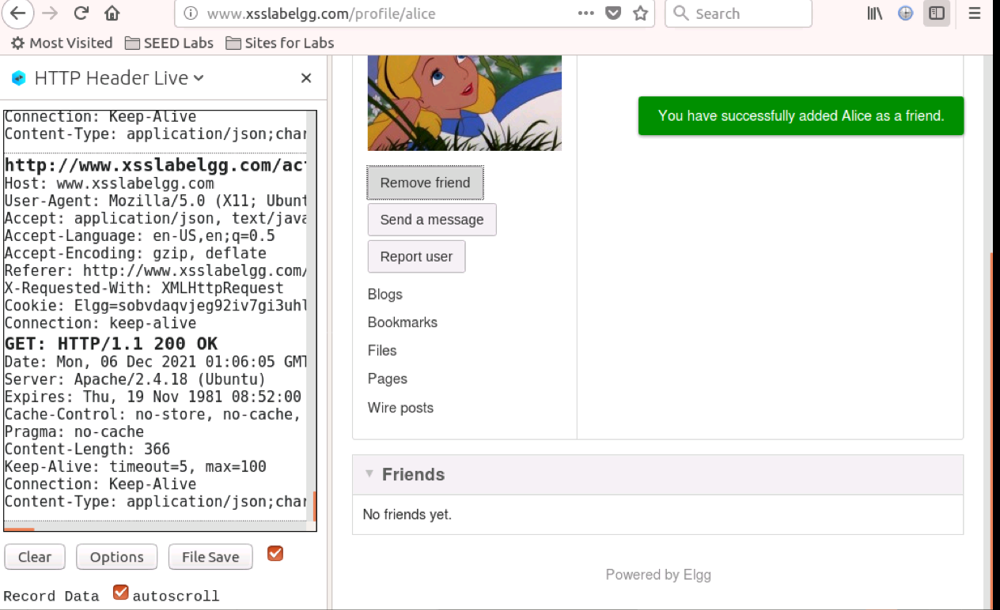 www.xsslabelgg.com/profile/alice
Search
Most Visited
SEED Labs
Sites for Labs
HTTP Header Live
Connection: Keep-Alive
Content-Type: application/json;char
http://www.xsslabelgg.com/act
Host: www.xsslabelgg.com
User-Agent: Mozilla/5.0 (X11; Ubunt
Accept: application/json, text/java
Accept-Language: en-US,en;q=0.5
Accept-Encoding: gzip, deflate
Referer: http://www.xsslabelgg.com/
X-Requested-With: XMLHttpRequest
Cookie: Elgg=sobvdaqvjeg92iv7gi3uhl
Connection: keep-alive
GET: HTTP/1.1 200 OK
Date: Mon, 06 Dec 2021 01:06:05 GMT
Server: Apache/2.4.18 (Ubuntu)
Expires: Thu, 19 Nov 1981 08:52:00
Cache-Control: no-store, no-cache,
Pragma: no-cache
Content-Length: 366
Keep-Alive: timeout=5, max=100
Connection: Keep-Alive
Content-Type: application/json;char
Clear
Options
File Save
Record Data
autoscroll
You have successfully added Alice as a friend.
Remove friend
Send a message
Report user
Blogs
Bookmarks
Files
Pages
Wire posts
Friends
No friends yet.
Powered by Elgg